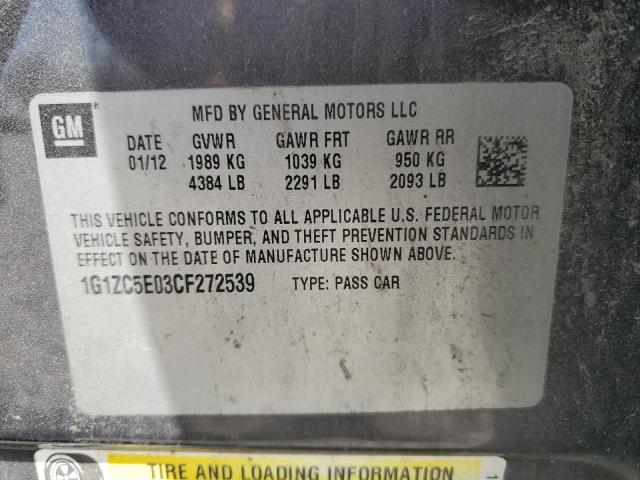 GM® MFD BY GENERAL MOTORS LLC
DATE GVWR GAWR FRT GAWR RR
01/12 1989 KG 1039 KG 950 KG
4384 LB 2291 LB 2093 LB
THIS VEHICLE CONFORMS TO ALL APPLICABLE U.S. FEDERAL MOTOR
VEHICLE SAFETY, BUMPER, AND THEFT PREVENTION STANDARDS IN
EFFECT ON THE DATE OF MANUFACTURE SHOWN ABOVE.
1G1ZC5E03CF272539 TYPE: PASS CAR
TIRE AND LOADING INFORMATION